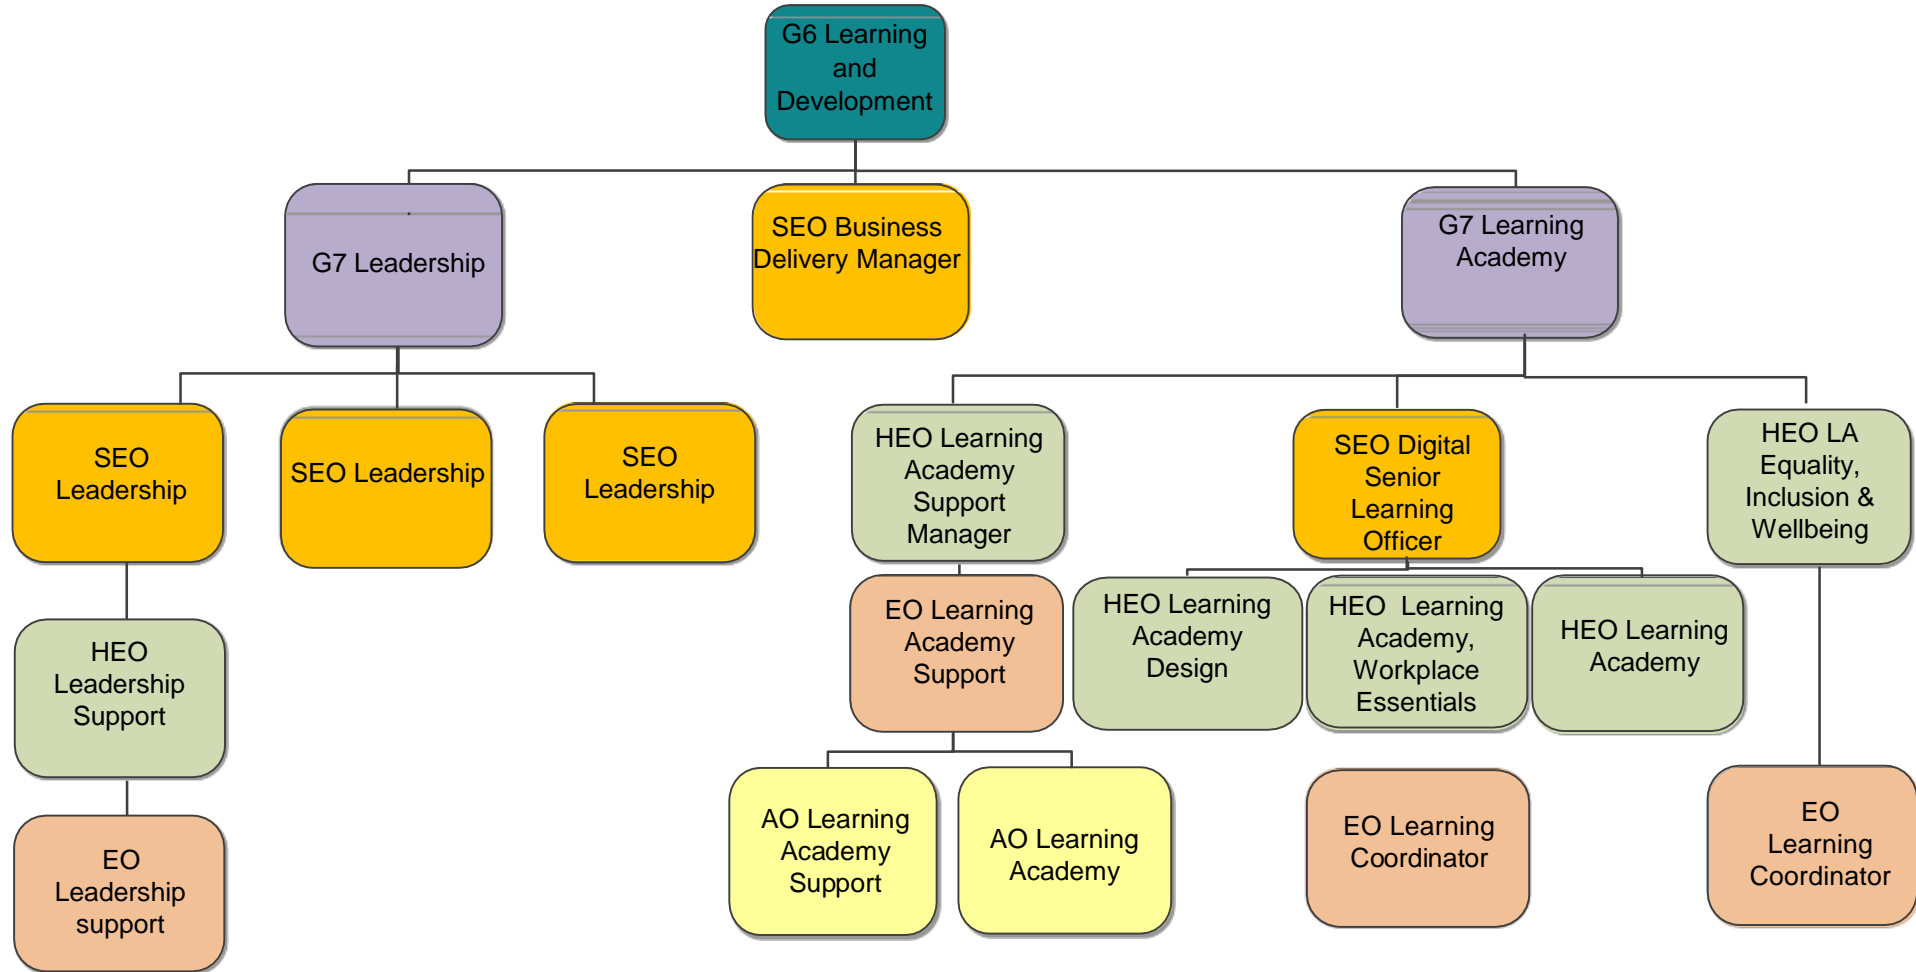 G6 Learning
and
Development
G7 Leadership
SEO Business
Delivery Manager
G7 Learning
Academy
SEO
Leadership
SEO Leadership
SEO
Leadership
HEO Learning
Academy
Support
Manager
SEO Digital
Senior
Learning
Officer
HEO LA
Equality,
Inclusion &
Wellbeing
HEO
Leadership
Support
EO Learning
Academy
Support
HEO Learning
Academy
Design
HEO Learning
Academy,
Workplace
Essentials
HEO Learning
Academy
EO
Leadership
support
AO Learning
Academy
Support
AO Learning
Academy
EO Learning
Coordinator
EO
Learning
Coordinator